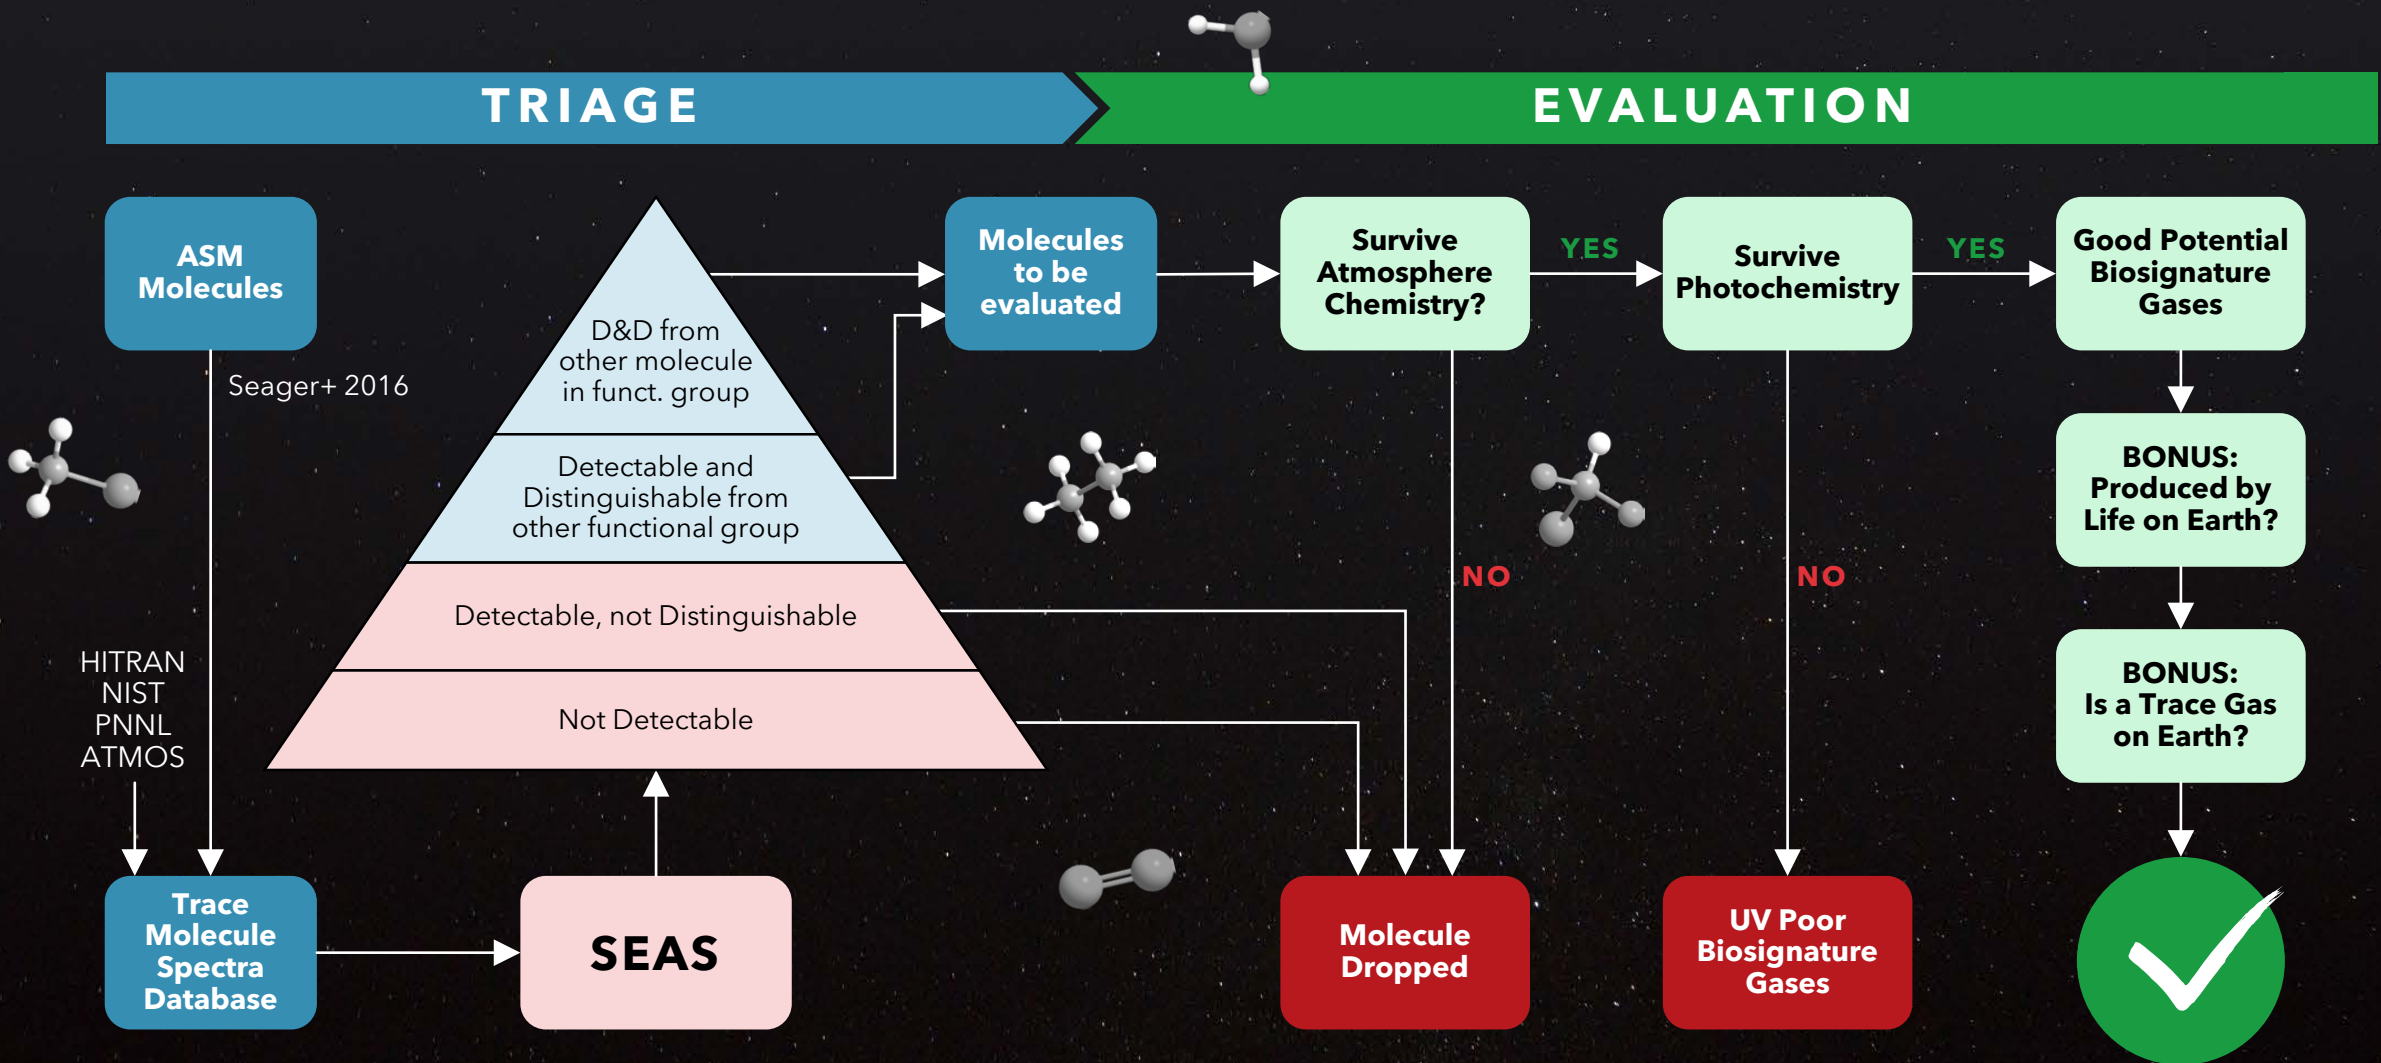 TRIAGE
EVALUATION
ASM
Molecules
Seager+ 2016
HITRAN
NIST
PNNL
ATMOS
Trace
Molecule
Spectra
Database
SEAS
D&D from
other molecule
in funct. group
Detectable and
Distinguishable from
other functional group
Detectable, not Distinguishable
Not Detectable
Molecules
to be
evaluated
Survive
Atmosphere
Chemistry?
YES
NO
Molecule
Dropped
Survive
Photochemistry
YES
NO
UV Poor
Biosignature
Gases
Good Potential
Biosignature
Gases
BONUS:
Produced by
Life on Earth?
BONUS:
Is a Trace Gas
on Earth?